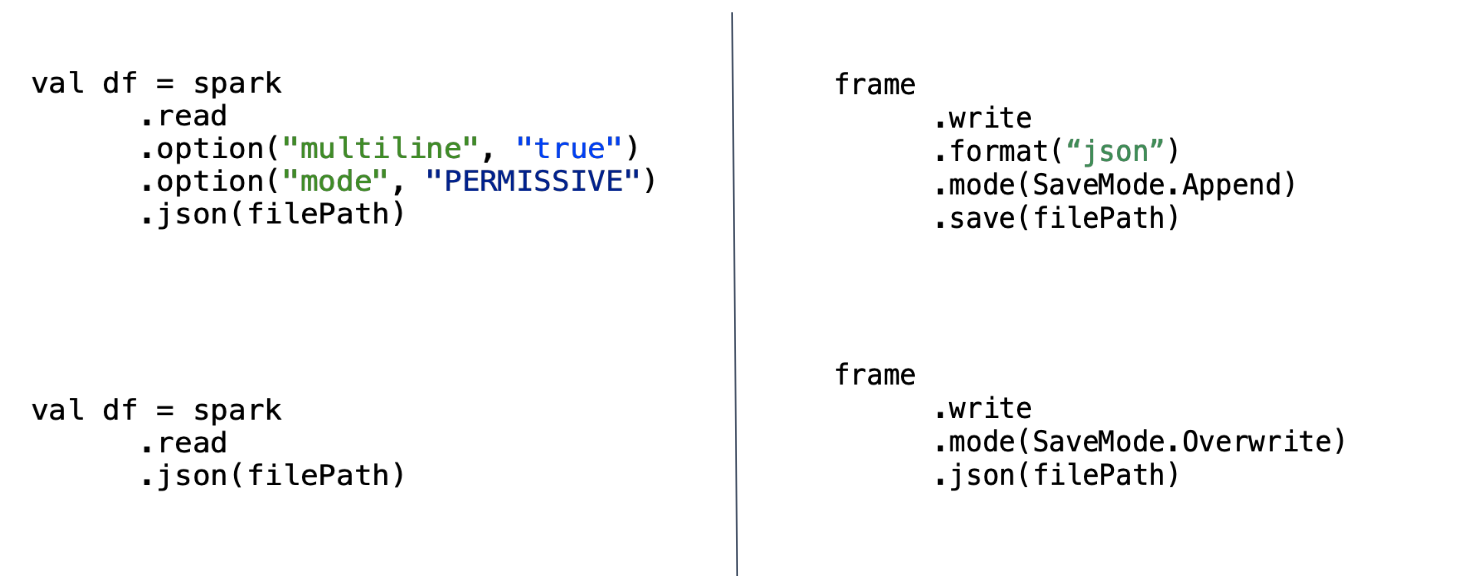 val df = spark
.read
.option("multiline", "true")
.option("mode", "PERMISSIVE")
.json(filePath)
val df = spark
.read
.json(filePath)
frame
.write
.format(“json”)
.mode(SaveMode.Append)
.save(filePath)
frame
.write
.mode(SaveMode.Overwrite)
.json(filePath)